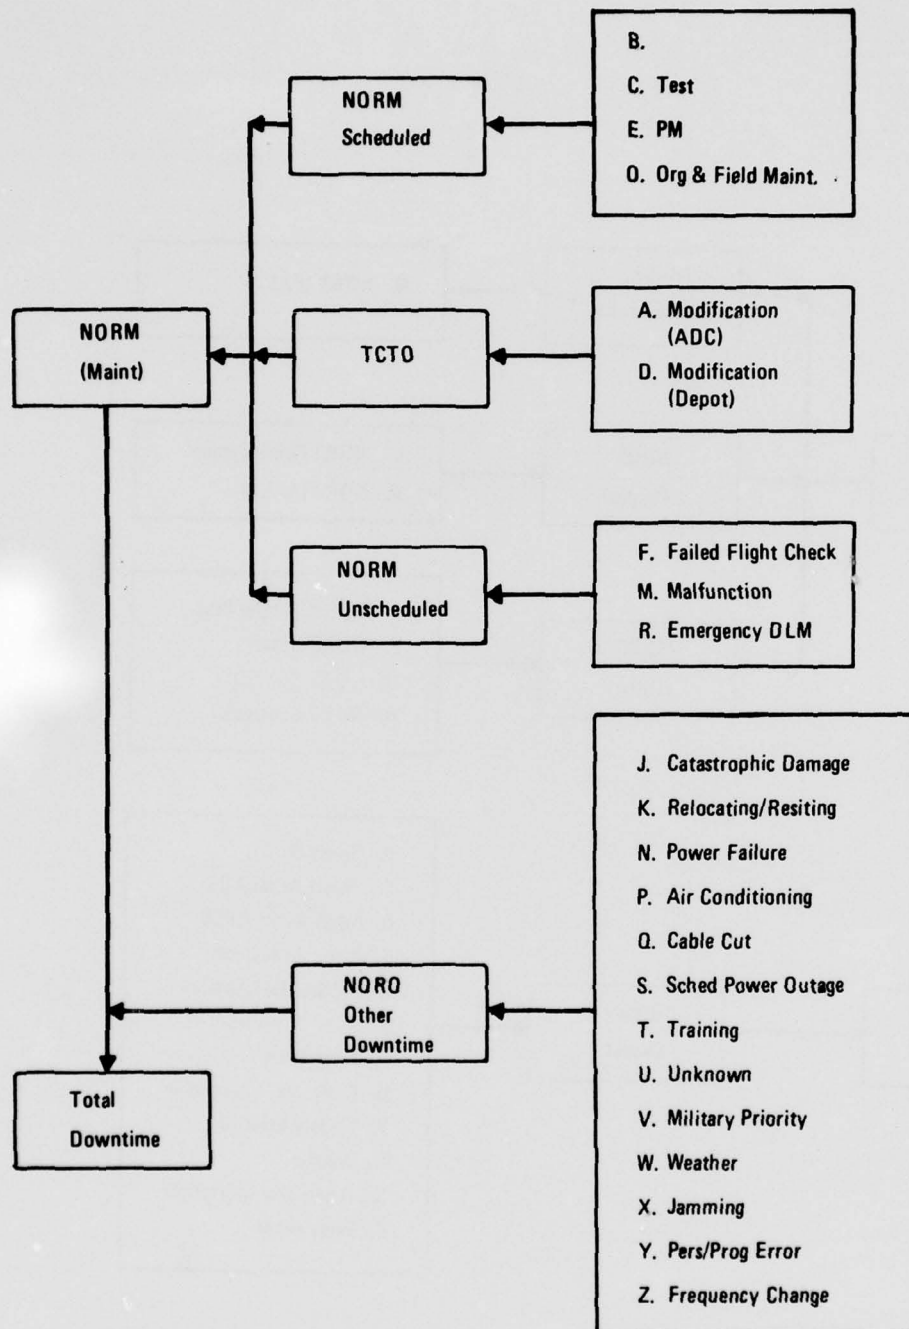 B.
C. Test
E. PM
O. Org & Field Maint.
NORM
Scheduled
A. Modification
(ADC)
D. Modification
(Depot)
TCTO
NORM
(Maint)
F. Failed Flight Check
M. Malfunction
R. Emergency DLM
NORM
Unscheduled
J. Catastrophic Damage
K. Relocating/Resiting
N. Power Failure
P. Air Conditioning
Q. Cable Cut
S. Sched Power Outage
T. Training
U. Unknown
V. Military Priority
W. Weather
X. Jamming
Y. Pers/Prog Error
Z. Frequency Change
NORO
Other
Downtime
Total
Downtime